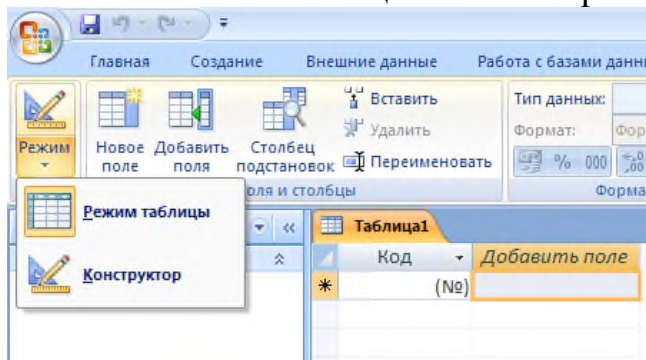 Главная Создание Внешние данные Работа с базами данн
Режим
Новое поле
Добавить поля
Столбец подстановок
Вставить
Удалить
Переименовать
Тип данных:
Формат: Фор
% 000
оля и столбцы
Форма
Режим таблицы
Конструктор
Таблица1
Код Добавить поле
(№)